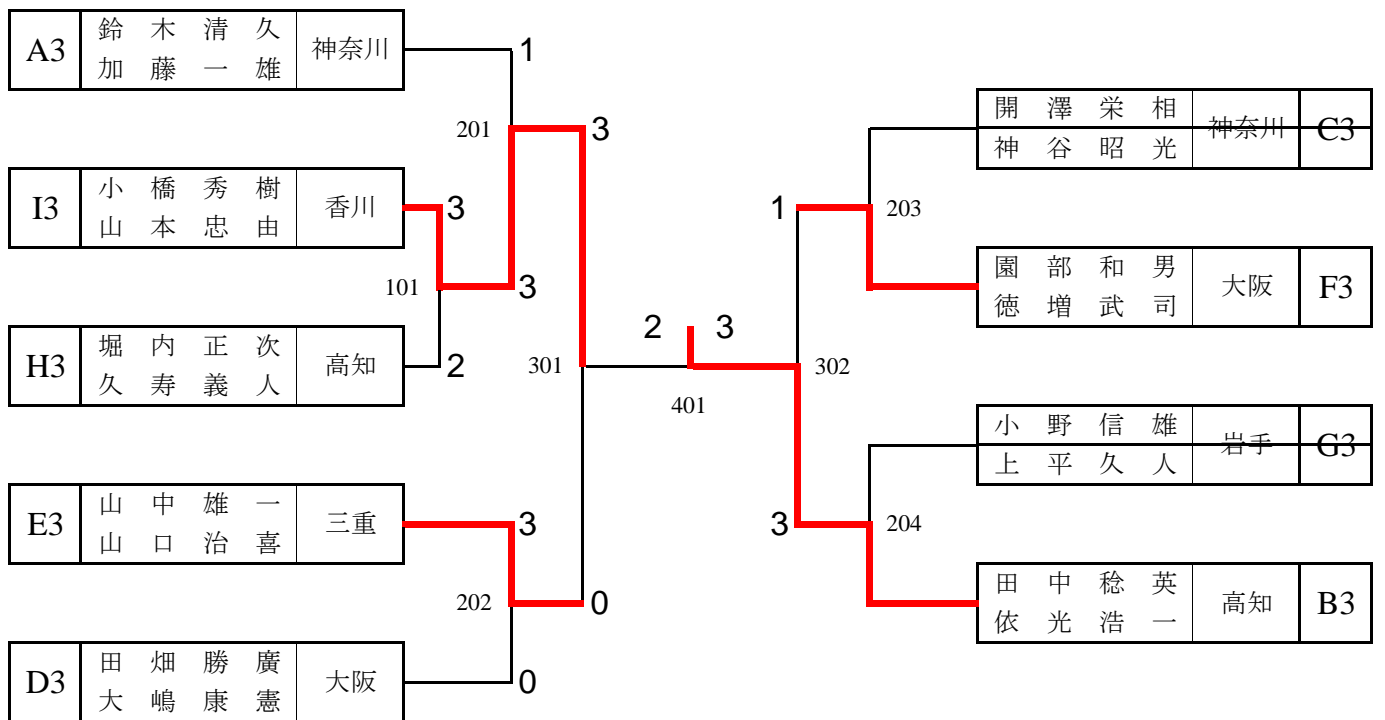 A3 鈴木清久 神奈川 1
加藤一雄
201 3
I3 小橋秀樹 香川 3
山本忠由
101 3
H3 堀内正次 高知 2
久寿義人
301
E3 山中雄一 三重 3
山口治喜
202 0
D3 田畑勝廣 大阪 0
大嶋康憲
2 3
401
開澤栄相 神奈川 C3
神谷昭光
1 203
園部和男 大阪 F3
徳増武司
302
小野信雄 岩手 G3
上平久人
3 204
田中稔英 高知 B3
依光浩一